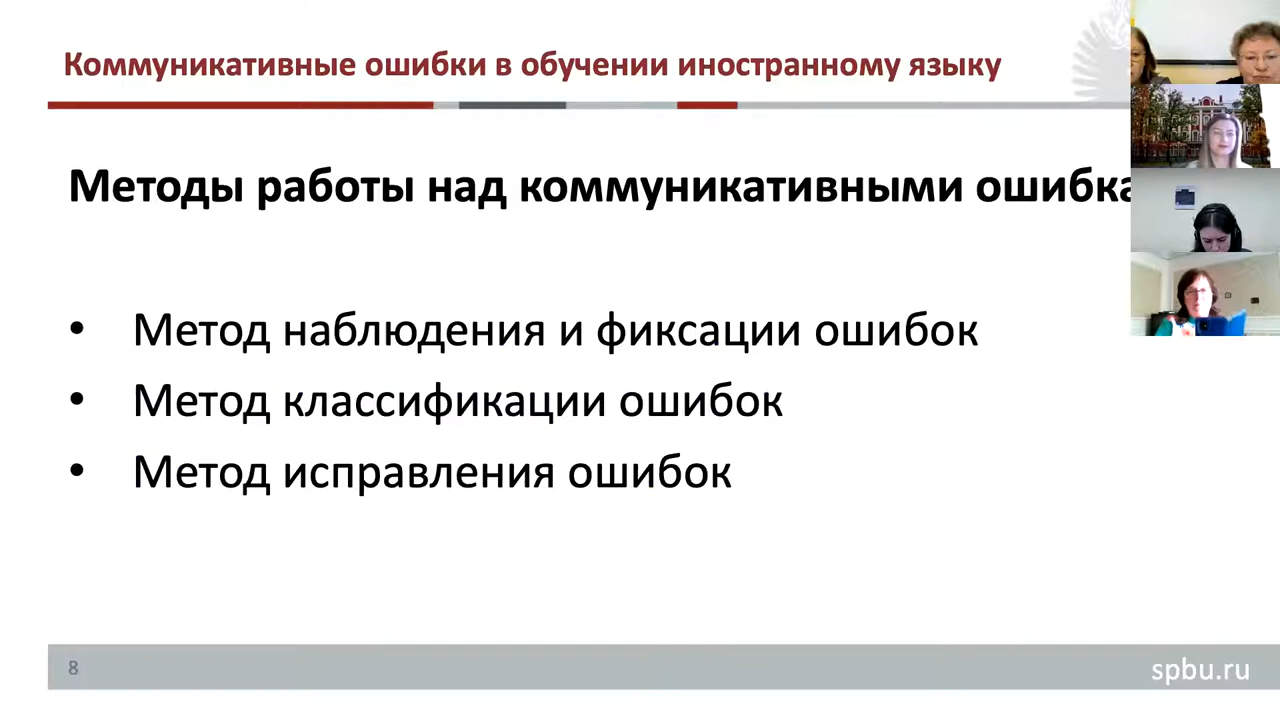 Коммуникативные ошибки в обучении иностранному языку
Методы работы над коммуникативными
• Метод наблюдения и фиксации ошибок
• Метод классификации ошибок
• Метод исправления ошибок
8
spbu.ru